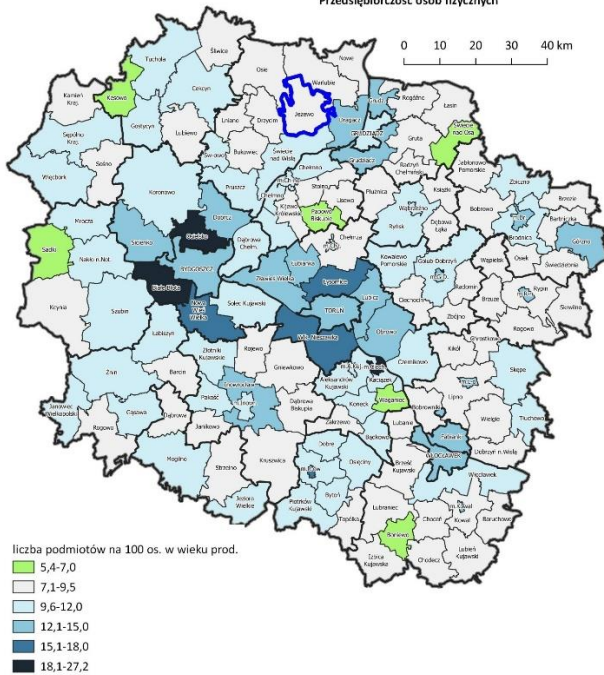 Przedsiębiorczość osób fizycznych
0 10 20 30 40 km
Śliwice
Tuchola
Osie
Nowe
Warlubie
Kęsowo
Cekcyn
Jeżewo
Kamień Kraj.
Gostycyn
Lubiewo
Lniano
Drzycim
Dragacz
Grudz.
GRUDZIĄDZ
Rogóźno
Łasin
Sępólno Kraj.
Sośno
Bukowiec
Świecie nad Wisłą
Gruta
Świecie nad Osą
Grudziądz
Radzyń Chełmiński
Jabłonowo Pomorskie
Więcbork
Koronowo
Pruszcz
Chełmno
Stolno
Lisewo
Płużnica
Książki
Bobrowo
Zbiczno
Brzozie
Bartniczka
Mrocza
Sicienko
Osielsko
Dobrcz
Kijewo Królewskie
Papowo Biskupie
Wąbrzeźno
Ryńsk
Dębowa Łąka
Brodnica
Górzno
Sadki
Nakło n.Not.
BYDGOSZCZ
Dąbrowa Chełm.
Chełmża
Kowalewo Pomorskie
Golub Dobrzyń
Wąpielsk
Osiek
Świedziebnia
Kcynia
Szubin
Białe Błota
Nowa Wieś Wielka
Solec Kujawski
Zławieś Wielka
Łubianka
Łysomice
TORUŃ
Lubicz
Ciechocin
Radomin
Rypin
Skrwilno
Łabiszyn
Wlk. Nieszawka
Obrowo
Zbójno
Brzuze
Rogowo
Żnin
Barcin
Złotniki Kujawskie
Rojewo
Gniewkowo
Aleksandrów Kujawski
Raciążek
Czernikowo
Kikół
Chrostkowo
Skępe
Janowiec Wielkopolski
Rogowo
Gąsawa
Dąbrowa
Pakość
Inowrocław
Janikowo
Dąbrowa Biskupia
Koneck
Waganiec
Zakrzewo
Bobrowniki
Lipno
Wielgie
Tłuchowo
Mogilno
Strzelno
Kruszwica
Dobre
Bądkowo
Lubanie
Fabianki
WŁOCŁAWEK
Dobrzyń n.Wisłą
Jeziora Wielkie
Piotrków Kujawski
Osięciny
Brześć Kujawski
Włocławek
Bytoń
Topólka
Lubraniec
Choceń
Kowal
Baruchowo
Boniewo
Izbica Kujawska
Chodecz
Lubień Kujawski
liczba podmiotów na 100 os. w wieku prod.
5,4-7,0
7,1-9,5
9,6-12,0
12,1-15,0
15,1-18,0
18,1-27,2